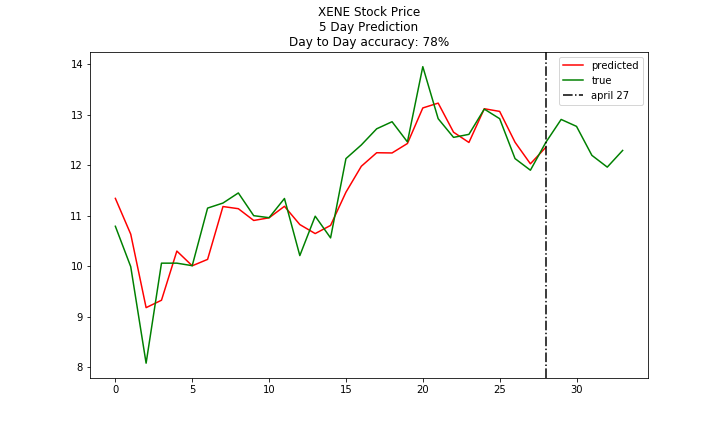 XENE Stock Price
5 Day Prediction
Day to Day accuracy: 78%
predicted
true
april 27
14
13
12
11
10
9
8
0 5 10 15 20 25 30